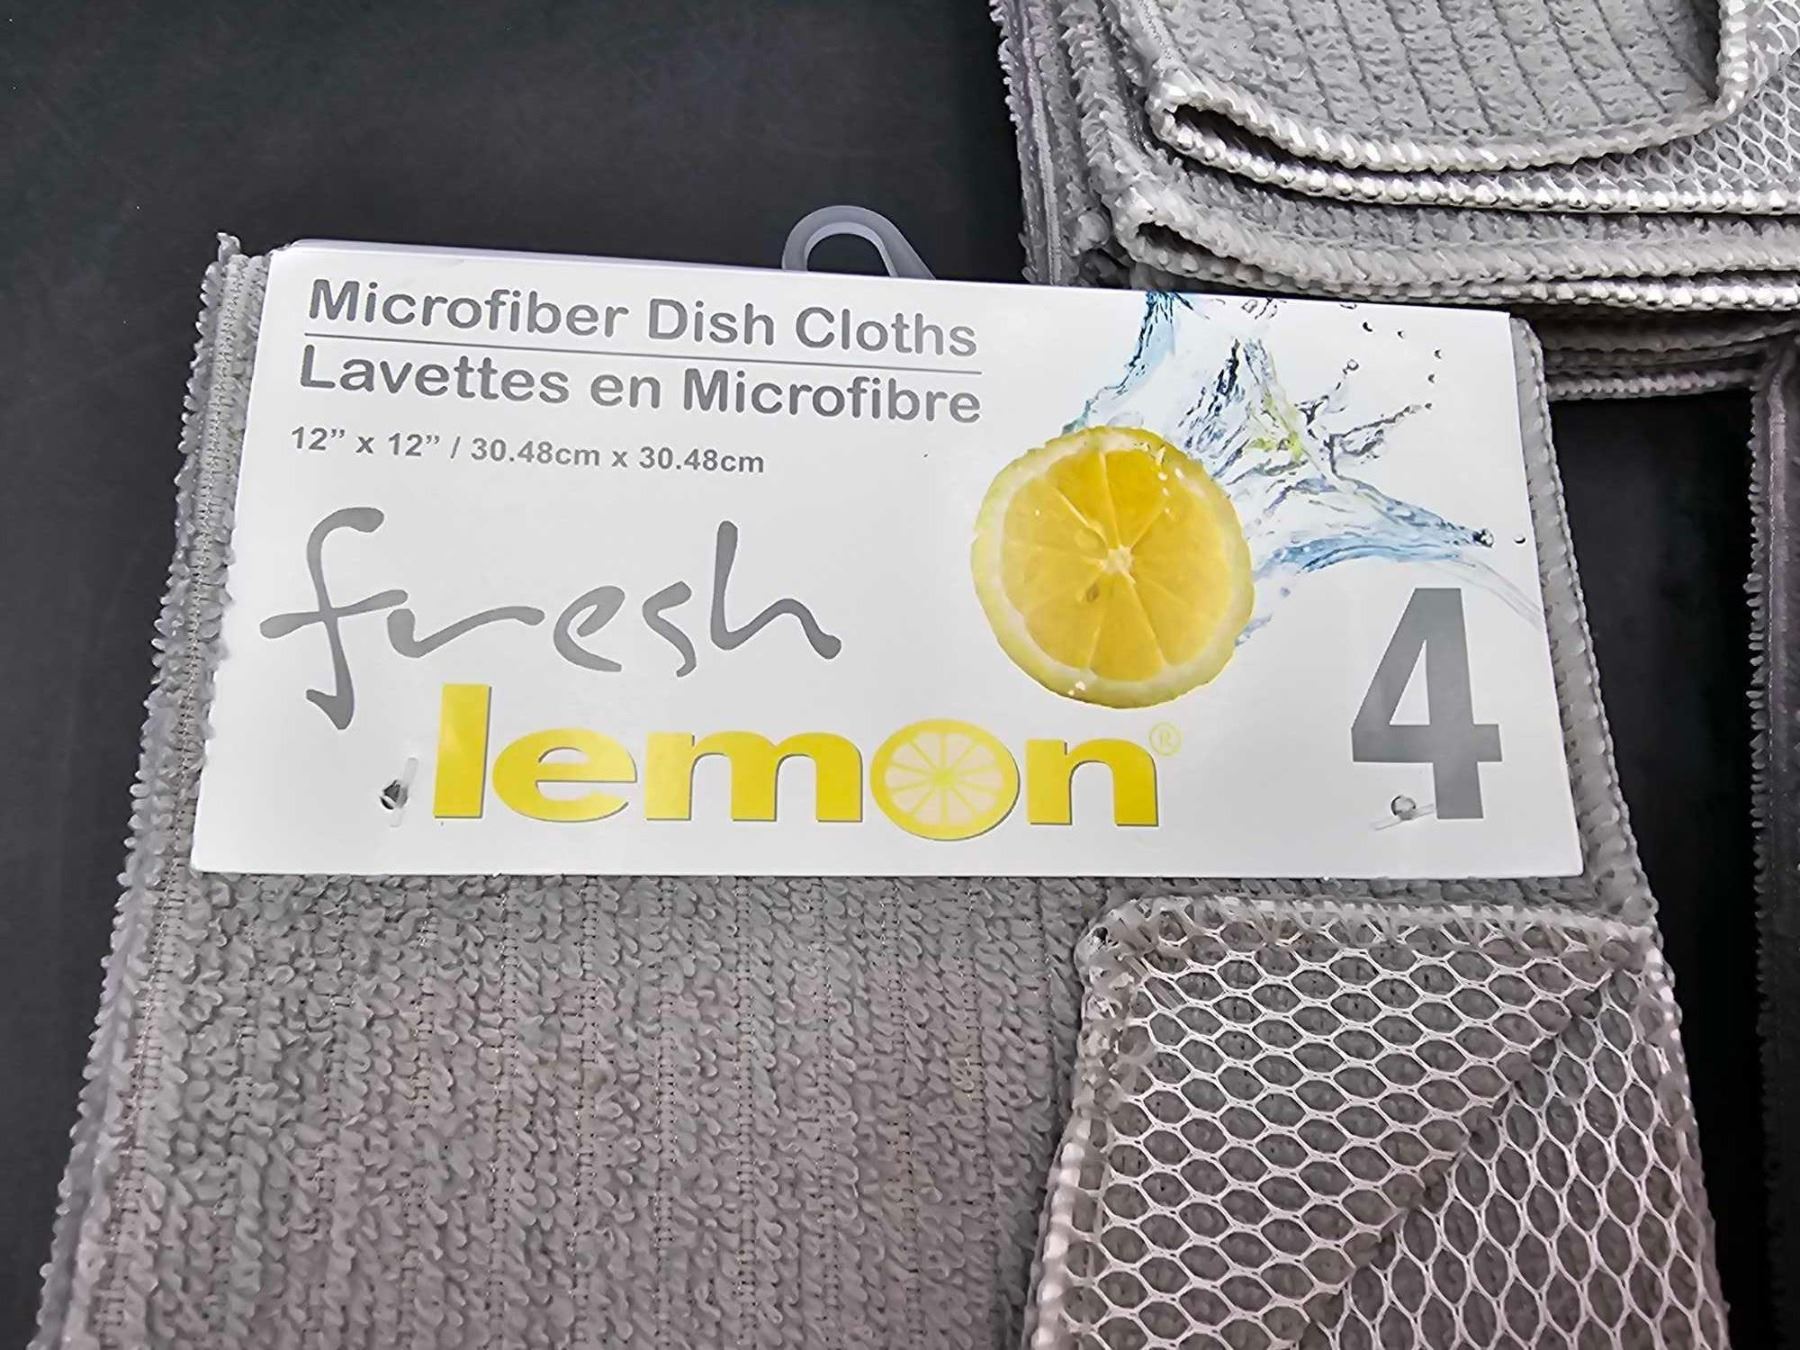 Microfiber Dish Cloths
Lavettes en Microfibre
12” x 12” / 30.48cm x 30.48cm
fresh
lemon®
4